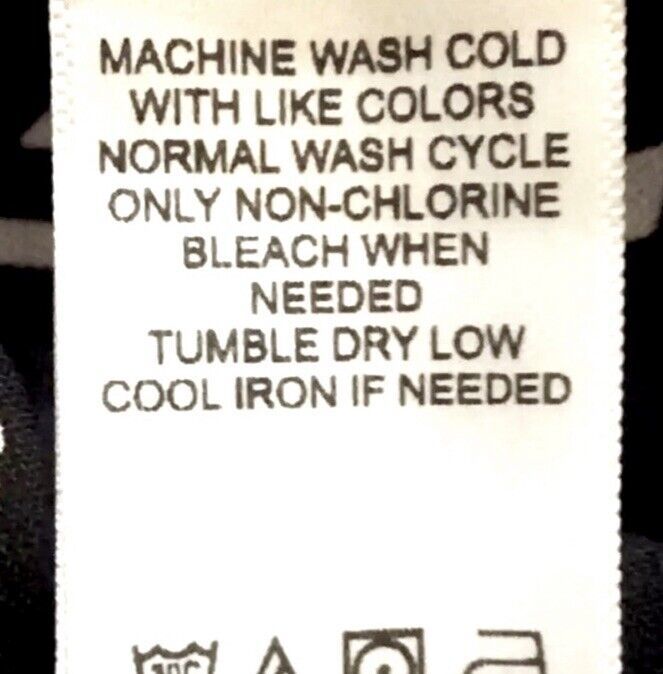 MACHINE WASH COLD
WITH LIKE COLORS
NORMAL WASH CYCLE
ONLY NON-CHLORINE
BLEACH WHEN
NEEDED
TUMBLE DRY LOW
COOL IRON IF NEEDED